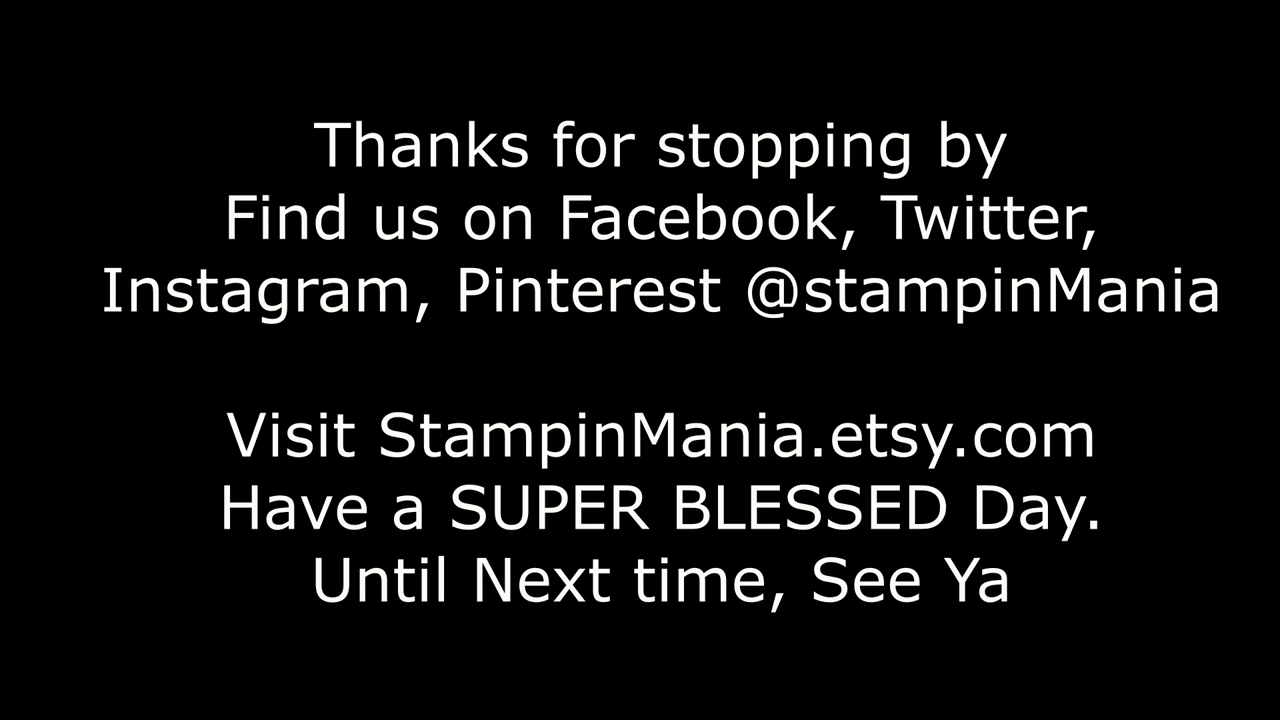 Thanks for stopping by
Find us on Facebook, Twitter,
Instagram, Pinterest @stampinMania
Visit StampinMania.etsy.com
Have a SUPER BLESSED Day.
Until Next time, See Ya